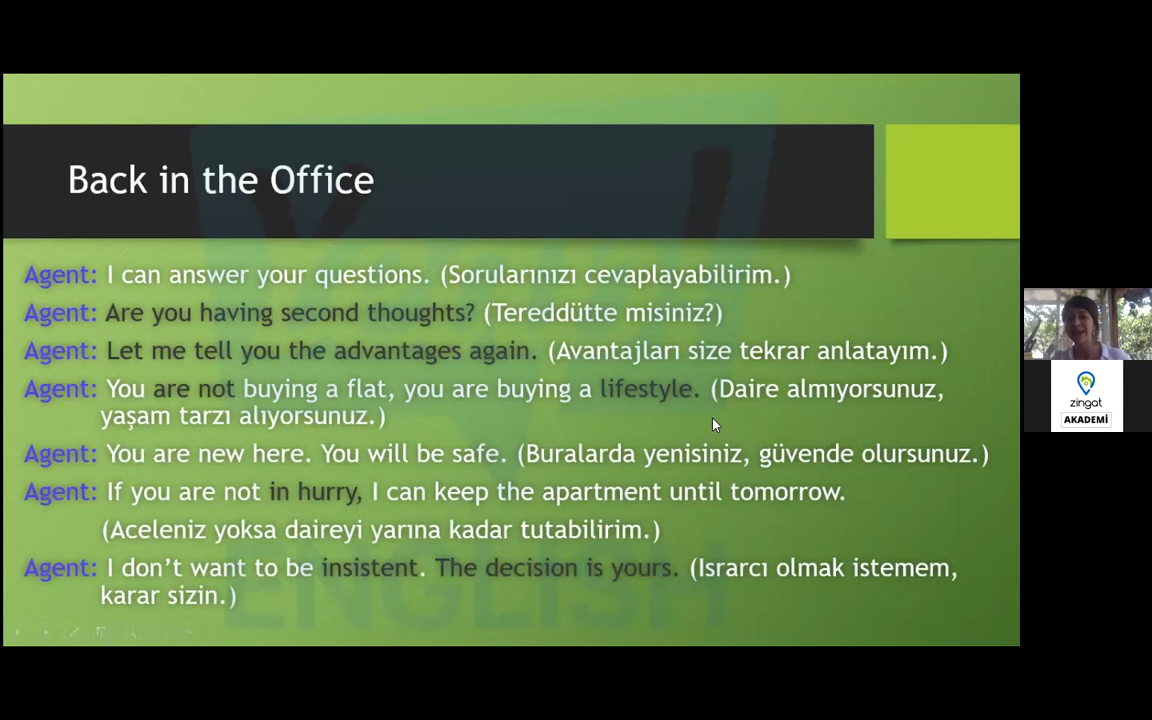 Back in the Office
Agent: I can answer your questions. (Sorularınızı cevaplayabilirim.)
Agent: Are you having second thoughts? (Tereddütte misiniz?)
Agent: Let me tell you the advantages again. (Avantajları size tekrar anlatayım.)
Agent: You are not buying a flat, you are buying a lifestyle. (Daire almıyorsunuz,
yaşam tarzı alıyorsunuz.)
Agent: You are new here. You will be safe. (Buralarda yenisiniz, güvende olursunuz.)
Agent: If you are not in hurry, I can keep the apartment until tomorrow.
(Aceleniz yoksa daireyi yarına kadar tutabilirim.)
Agent: I don't want to be insistent. The decision is yours. (Israrcı olmak istemem,
karar sizin.)
ENGLISH
zingat
AKADEMİ